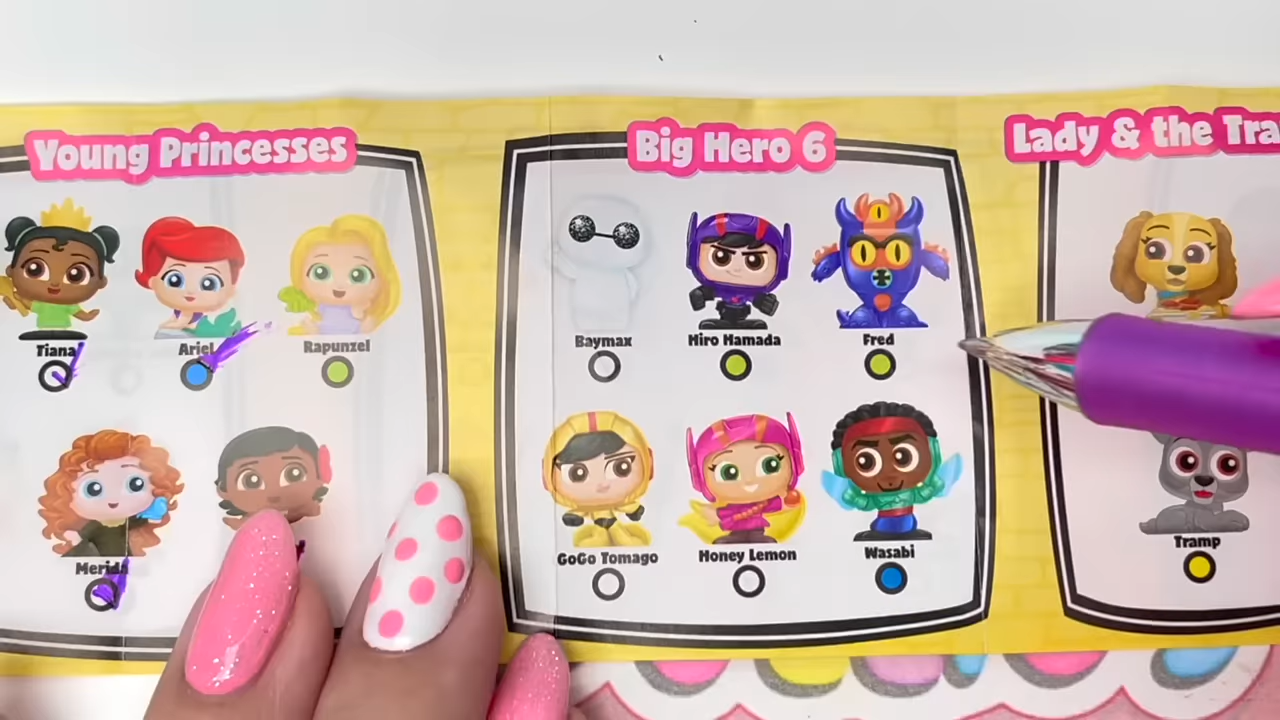 Young Princesses
Tiana
Ariel
Rapunzel
Merida
Big Hero 6
Baymax
Hiro Hamada
Fred
GoGo Tomago
Honey Lemon
Wasabi
Lady & the Tra
Tramp